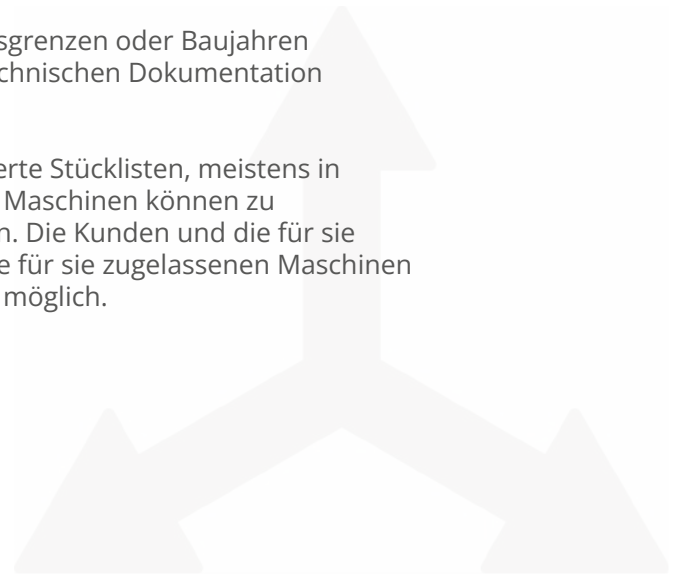 sgrenzen oder Baujahren
chnischen Dokumentation
erte Stücklisten, meistens in
Maschinen können zu
n. Die Kunden und die für sie
e für sie zugelassenen Maschinen
möglich.